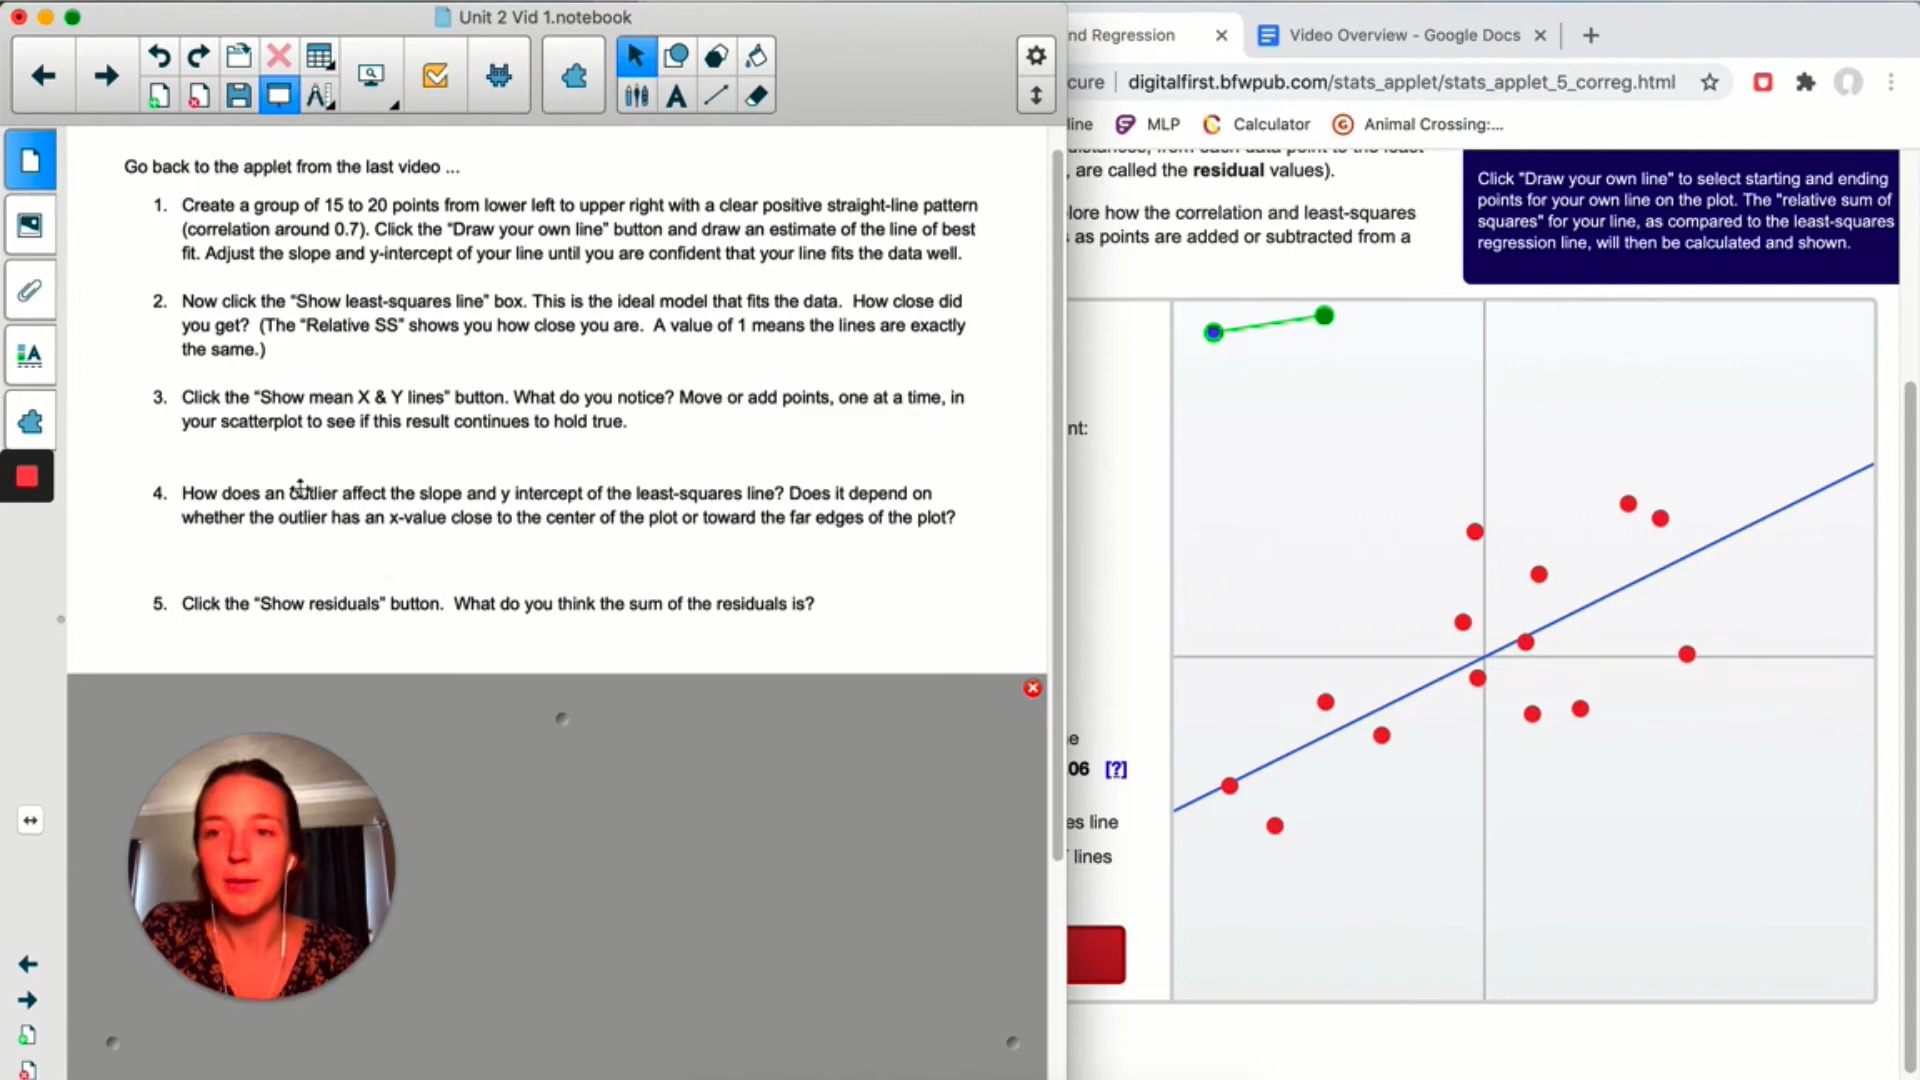 Unit 2 Vid 1.notebook
Go back to the applet from the last video ...
1. Create a group of 15 to 20 points from lower left to upper right with a clear positive straight-line pattern
(correlation around 0.7). Click the "Draw your own line" button and draw an estimate of the line of best
fit. Adjust the slope and y-intercept of your line until you are confident that your line fits the data well.
2. Now click the "Show least-squares line" box. This is the ideal model that fits the data. How close did
you get? (The "Relative SS" shows you how close you are. A value of 1 means the lines are exactly
the same.)
3. Click the "Show mean X & Y lines" button. What do you notice? Move or add points, one at a time, in
your scatterplot to see if this result continues to hold true.
4. How does an outlier affect the slope and y intercept of the least-squares line? Does it depend on
whether the outlier has an x-value close to the center of the plot or toward the far edges of the plot?
5. Click the "Show residuals" button. What do you think the sum of the residuals is?
nd Regression
Video Overview - Google Docs
cure
digitalfirst.bfwpub.com/stats_applet/stats_applet_5_correg.html
line
MLP
Calculator
Animal Crossing:...
distances, from each data point to the least
, are called the residual values).
lore how the correlation and least-squares
s as points are added or subtracted from a
Click "Draw your own line" to select starting and ending
points for your own line on the plot. The "relative sum of
squares" for your line, as compared to the least-squares
regression line, will then be calculated and shown.
nt:
e
06 [?]
es line
lines